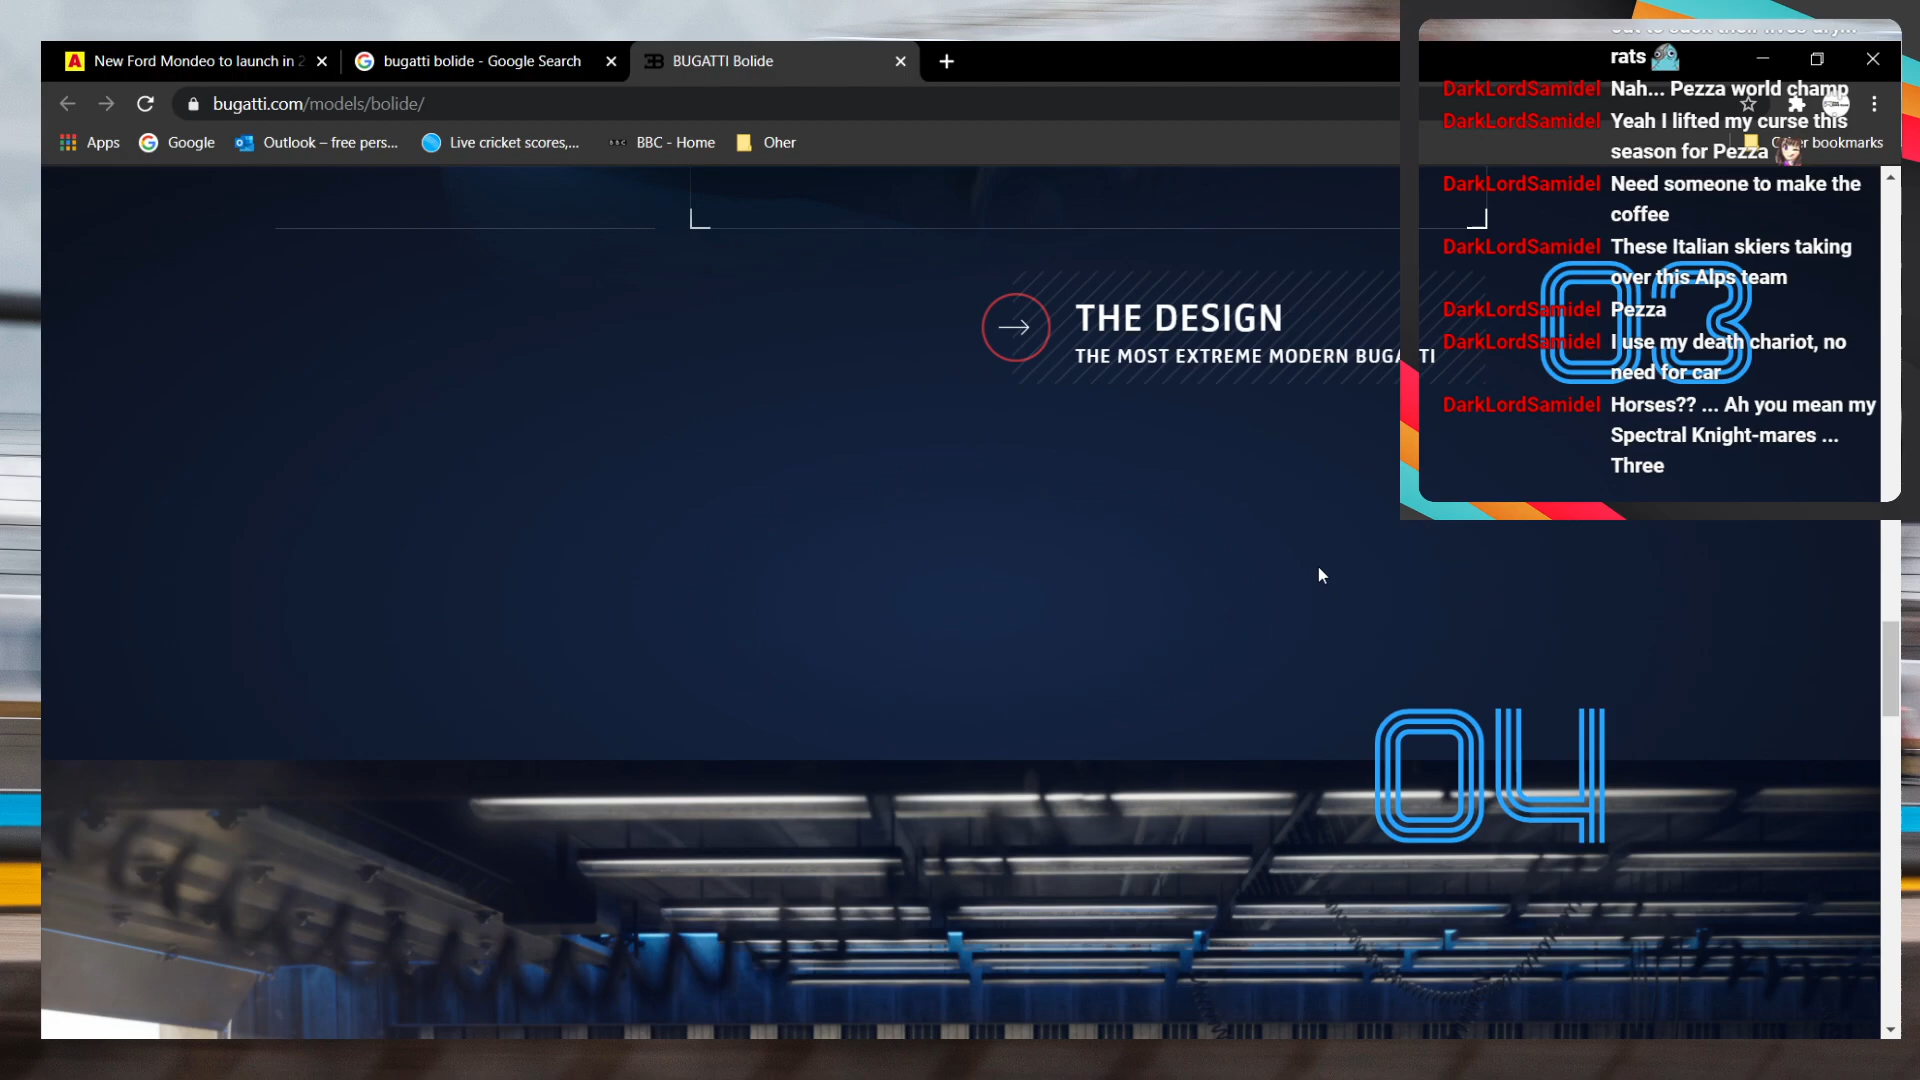 New Ford Mondeo to launch in 2
bugatti bolide - Google Search
BUGATTI Bolide
bugatti.com/models/bolide/
Apps
Google
Outlook – free pers...
Live cricket scores,...
BBC - Home
Oher
bookmarks
THE DESIGN
THE MOST EXTREME MODERN BUGATTI
03
04
rats
DarkLordSamidel Nah... Pezza world champ
DarkLordSamidel Yeah I lifted my curse this
season for Pezza
DarkLordSamidel Need someone to make the
coffee
DarkLordSamidel These Italian skiers taking
over this Alps team
DarkLordSamidel Pezza
DarkLordSamidel I use my death chariot, no
need for car
DarkLordSamidel Horses?? ... Ah you mean my
Spectral Knight-mares ...
Three